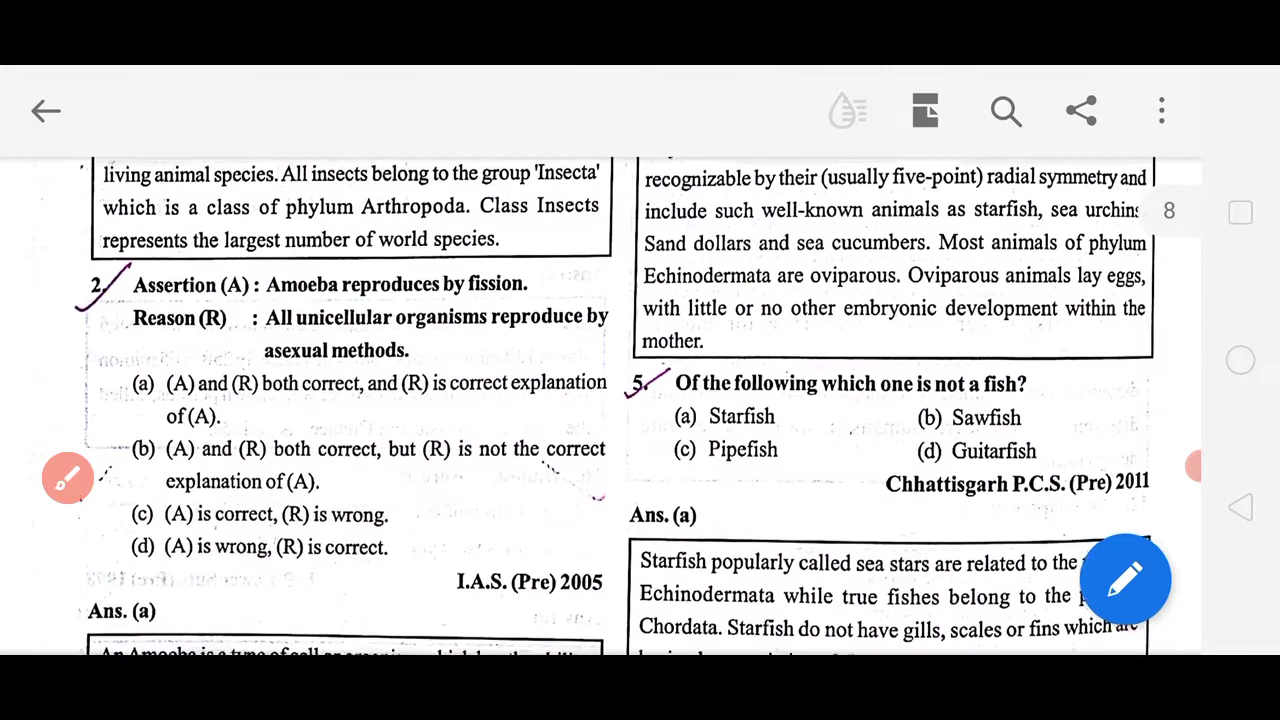 living animal species. All insects belong to the group 'Insecta'
which is a class of phylum Arthropoda. Class Insects
represents the largest number of world species.
2. Assertion (A) : Amoeba reproduces by fission.
Reason (R) : All unicellular organisms reproduce by
asexual methods.
(a) (A) and (R) both correct, and (R) is correct explanation
of (A).
(b) (A) and (R) both correct, but (R) is not the correct
explanation of (A).
(c) (A) is correct, (R) is wrong.
(d) (A) is wrong, (R) is correct.
I.A.S. (Pre) 2005
Ans. (a)
recognizable by their (usually five-point) radial symmetry and
include such well-known animals as starfish, sea urchins
Sand dollars and sea cucumbers. Most animals of phylum
Echinodermata are oviparous. Oviparous animals lay eggs,
with little or no other embryonic development within the
mother.
5. Of the following which one is not a fish?
(a) Starfish (b) Sawfish
(c) Pipefish (d) Guitarfish
Chhattisgarh P.C.S. (Pre) 2011
Ans. (a)
Starfish popularly called sea stars are related to the
Echinodermata while true fishes belong to the
Chordata. Starfish do not have gills, scales or fins which are
8